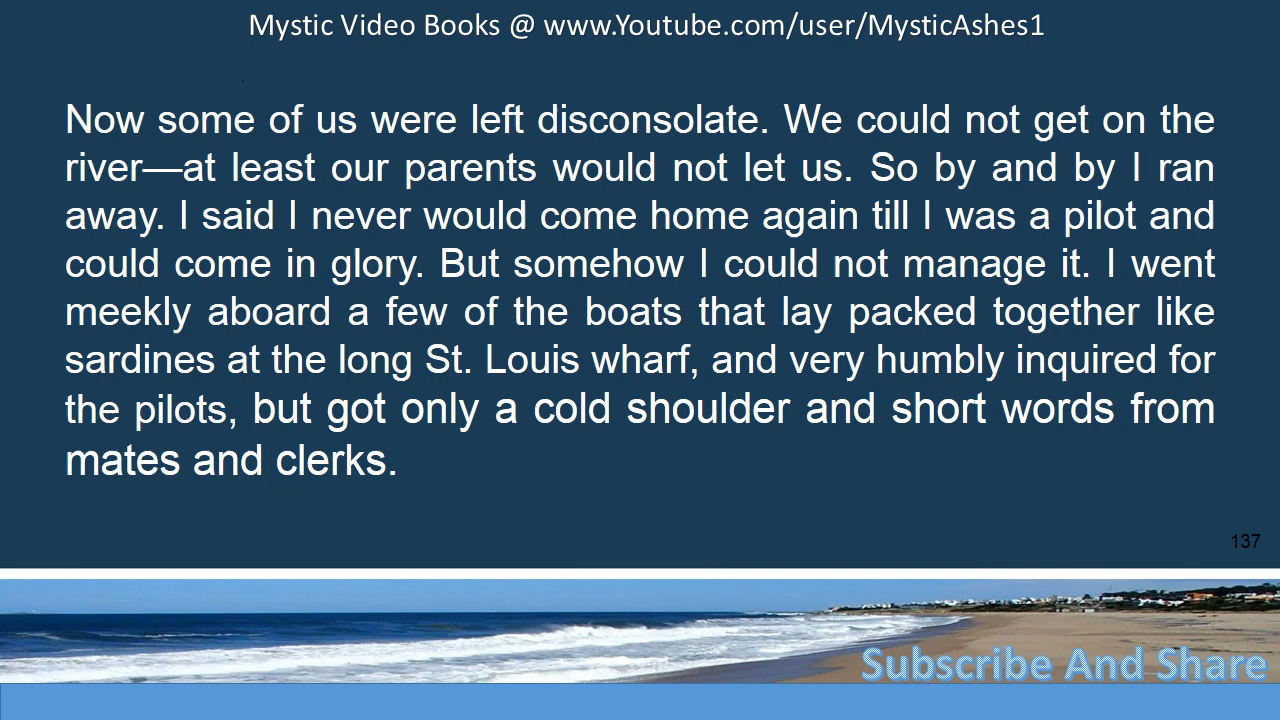 Mystic Video Books @ www.Youtube.com/user/MysticAshes1
Now some of us were left disconsolate. We could not get on the
river—at least our parents would not let us. So by and by I ran
away. I said I never would come home again till I was a pilot and
could come in glory. But somehow I could not manage it. I went
meekly aboard a few of the boats that lay packed together like
sardines at the long St. Louis wharf, and very humbly inquired for
the pilots, but got only a cold shoulder and short words from
mates and clerks.
137
Subscribe And Share